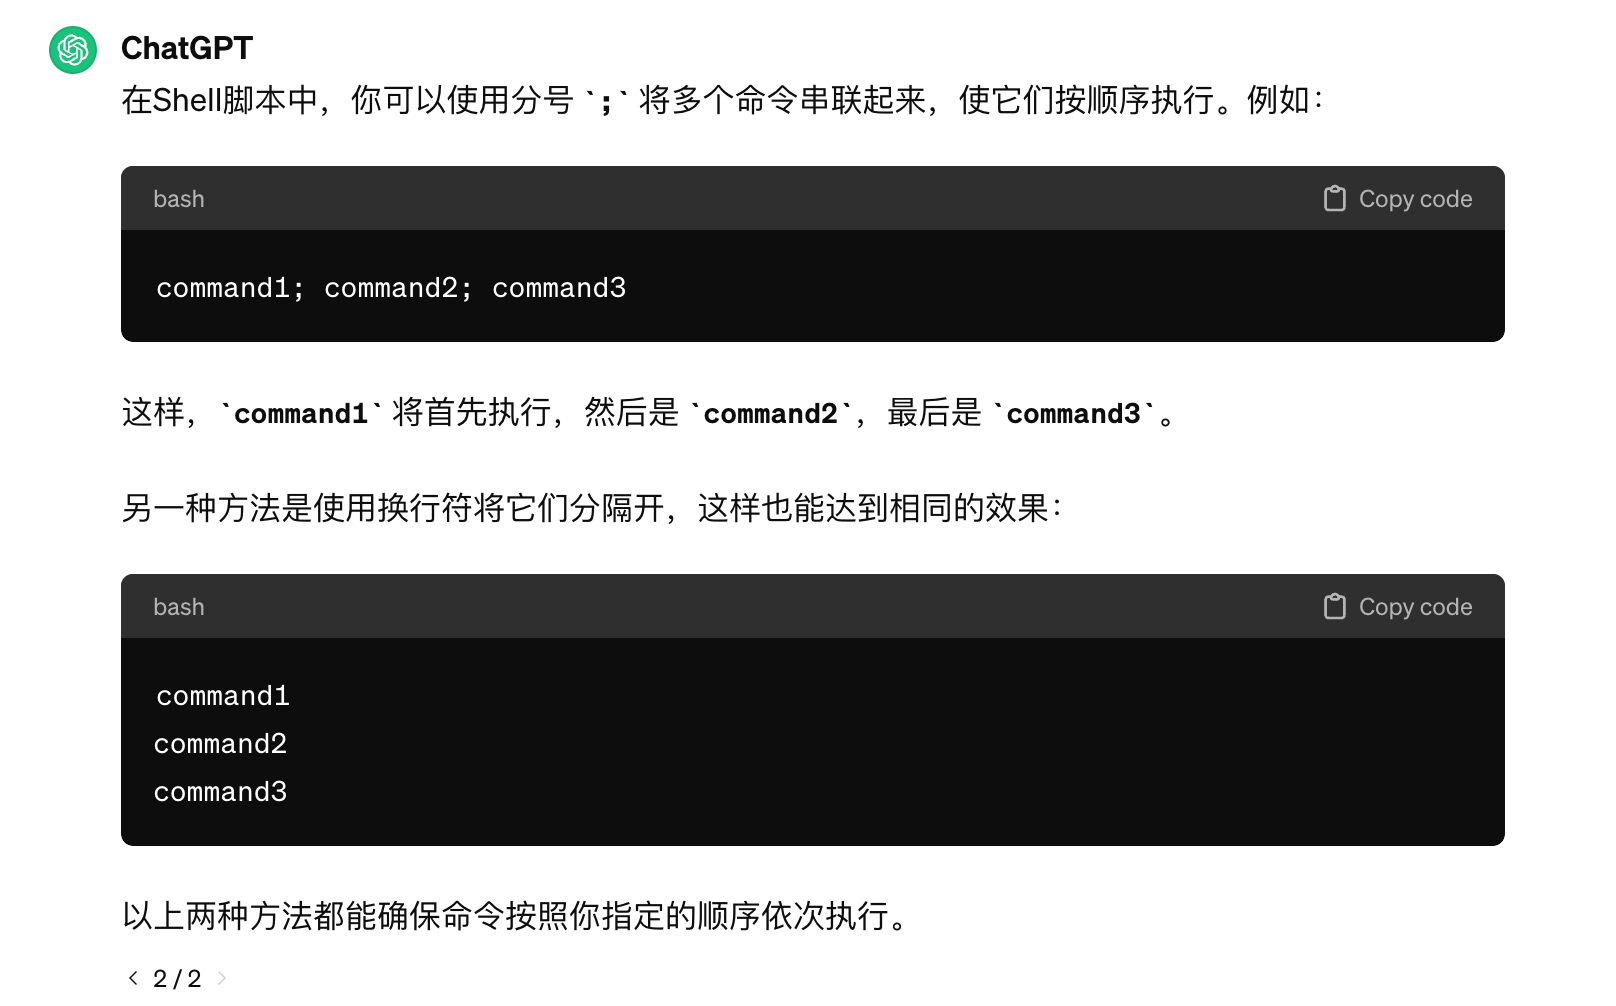 ChatGPT
在Shell脚本中，你可以使用分号 `;` 将多个命令串联起来，使它们按顺序执行。例如：
bash
Copy code
command1; command2; command3
这样，`command1` 将首先执行，然后是 `command2`，最后是 `command3`。
另一种方法是使用换行符将它们分隔开，这样也能达到相同的效果：
bash
Copy code
command1
command2
command3
以上两种方法都能确保命令按照你指定的顺序依次执行。
< 2 / 2 >